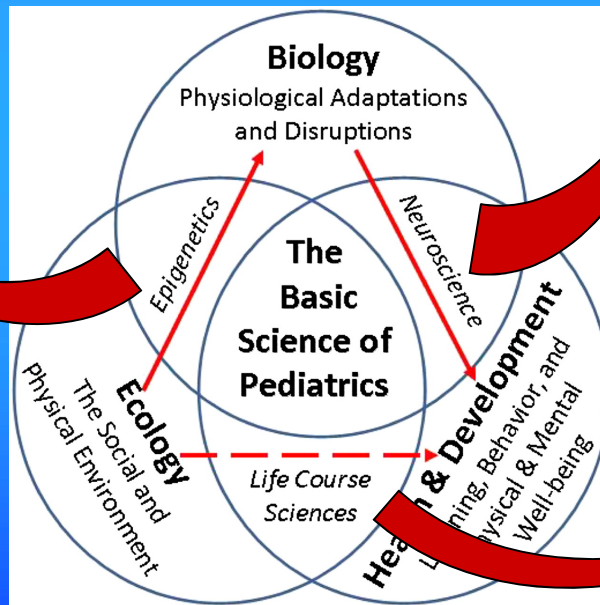 Biology
Physiological Adaptations
and Disruptions
Epigenetics
Neuroscience
The
Basic
Science of
Pediatrics
Ecology
The Social and
Physical Environment
Life Course
Sciences
Health & Development
Learning, Behavior, and
Physical & Mental
Well-being